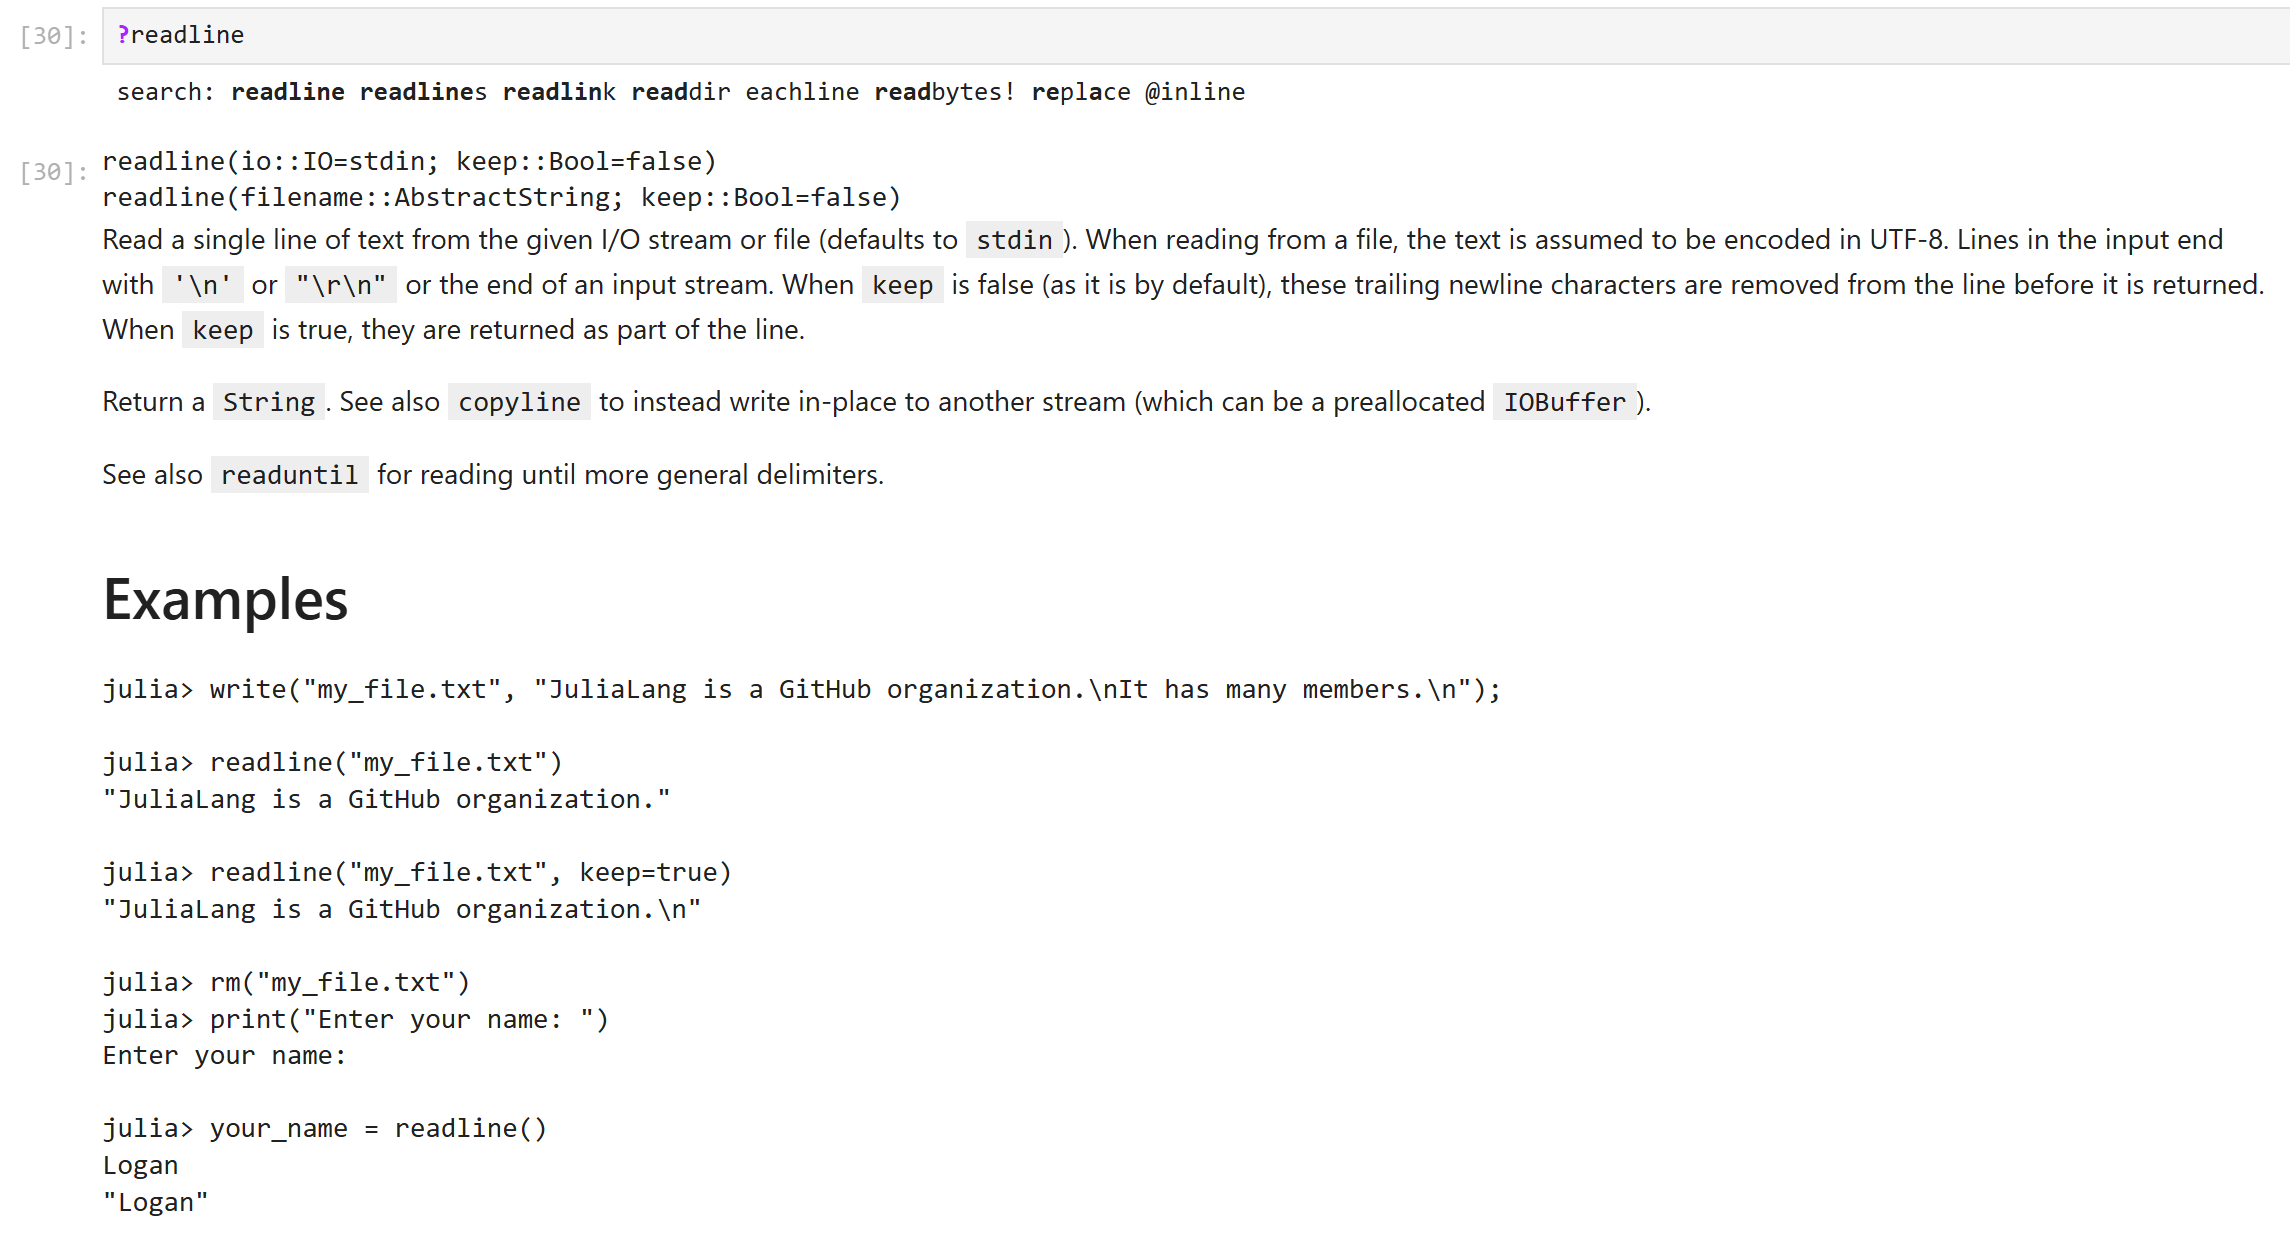 [30]: ?readline
search: readline readlines readlink readdir eachline readbytes! replace @inline
[30]: readline(io::IO=stdin; keep::Bool=false)
readline(filename::AbstractString; keep::Bool=false)
Read a single line of text from the given I/O stream or file (defaults to stdin). When reading from a file, the text is assumed to be encoded in UTF-8. Lines in the input end
with '\n' or "\r\n" or the end of an input stream. When keep is false (as it is by default), these trailing newline characters are removed from the line before it is returned.
When keep is true, they are returned as part of the line.
Return a String. See also copyline to instead write in-place to another stream (which can be a preallocated IOBuffer).
See also readuntil for reading until more general delimiters.
Examples
julia> write("my_file.txt", "JuliaLang is a GitHub organization.\nIt has many members.\n");
julia> readline("my_file.txt")
"JuliaLang is a GitHub organization."
julia> readline("my_file.txt", keep=true)
"JuliaLang is a GitHub organization.\n"
julia> rm("my_file.txt")
julia> print("Enter your name: ")
Enter your name:
julia> your_name = readline()
Logan
"Logan"